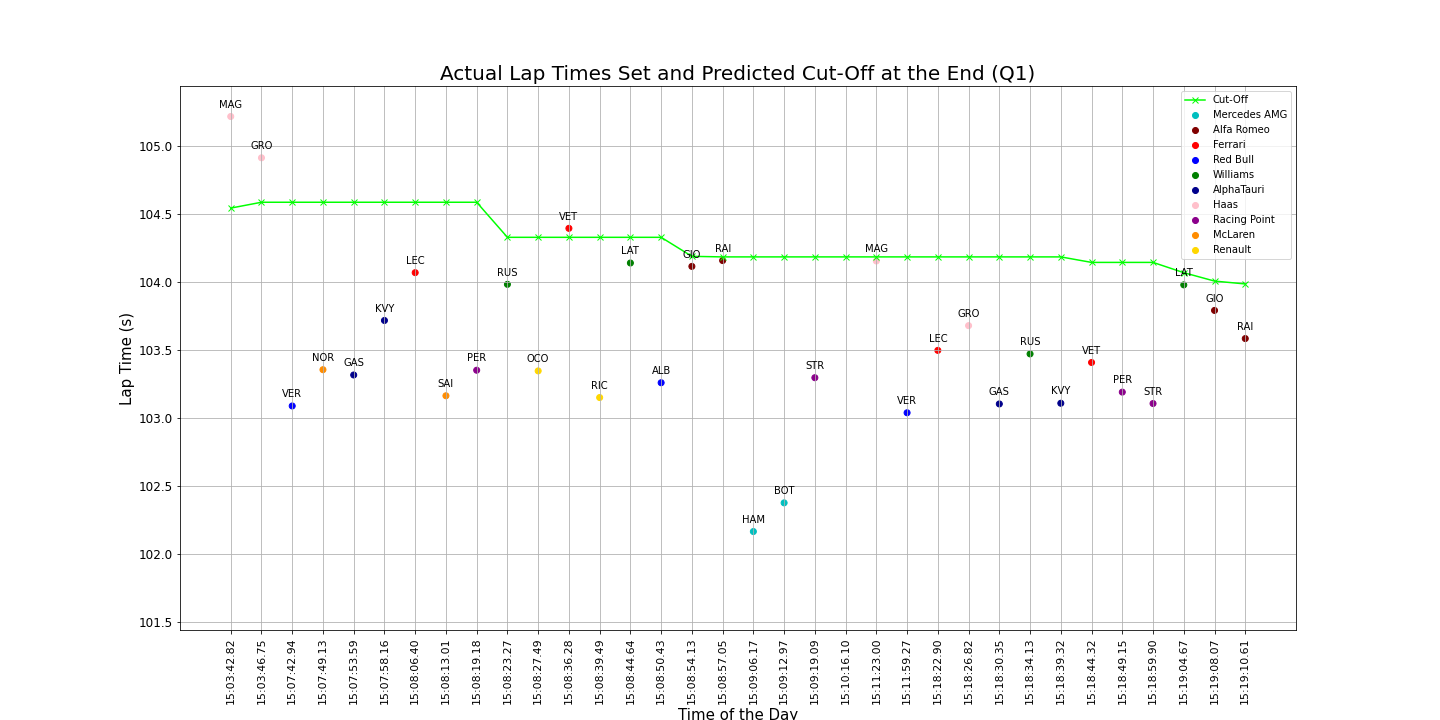 Actual Lap Times Set and Predicted Cut-Off at the End (Q1)
Cut-Off
Mercedes AMG
Alfa Romeo
Ferrari
Red Bull
Williams
AlphaTauri
Haas
Racing Point
McLaren
Renault
Lap Time (s)
105.0
104.5
104.0
103.5
103.0
102.5
102.0
101.5
MAG
GRO
VER
NOR
GAS
KVY
LEC
SAI
PER
RUS
OCO
VET
RIC
LAT
ALB
GIO
RAI
HAM
BOT
STR
MAG
VER
LEC
GRO
GAS
RUS
KVY
VET
PER
STR
LAT
GIO
RAI
15:03:42.82
15:03:46.75
15:07:42.94
15:07:49.13
15:07:53.59
15:07:58.16
15:08:06.40
15:08:13.01
15:08:19.18
15:08:23.27
15:08:27.49
15:08:36.28
15:08:39.49
15:08:44.64
15:08:50.43
15:08:54.13
15:08:57.05
15:09:06.17
15:09:12.97
15:09:19.09
15:10:16.10
15:11:23.00
15:11:59.27
15:18:22.90
15:18:26.82
15:18:30.35
15:18:34.13
15:18:39.32
15:18:44.32
15:18:49.15
15:18:59.90
15:19:04.67
15:19:08.07
15:19:10.61
Time of the Day